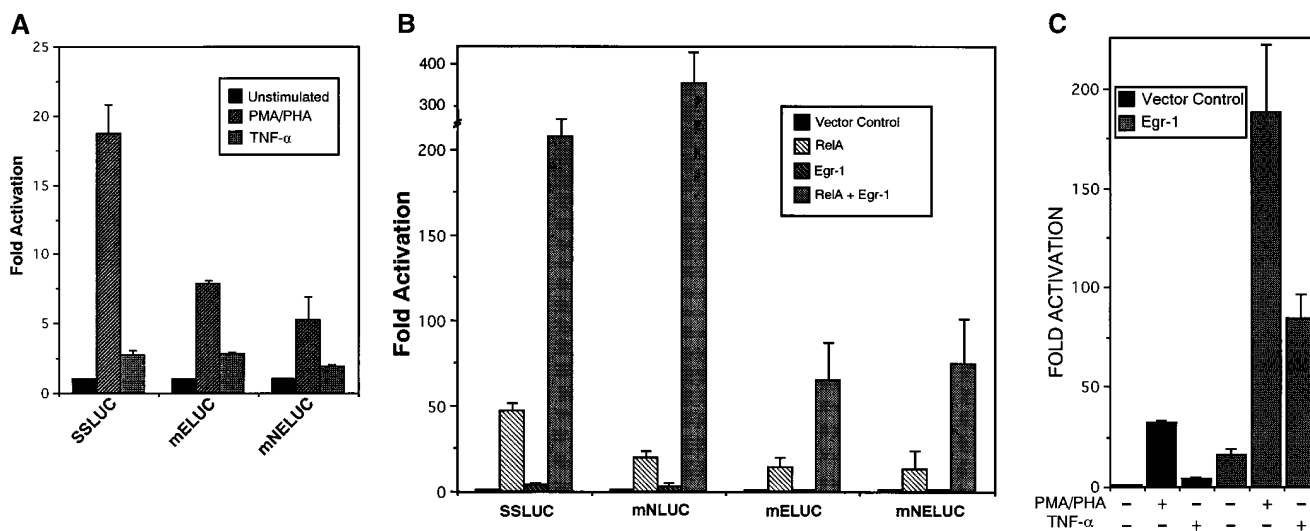 A
25
20
15
10
5
0
Fold Activation
Unstimulated
PMA/PHA
TNF-α
SSLUC
mELUC
mNELUC
B
400
300
200
150
100
50
0
Fold Activation
Vector Control
RelA
Egr-1
RelA + Egr-1
SSLUC
mNLUC
mELUC
mNELUC
C
200
150
100
50
0
FOLD ACTIVATION
Vector Control
Egr-1
PMA/PHA – + – – + –
TNF-α – – + – – +